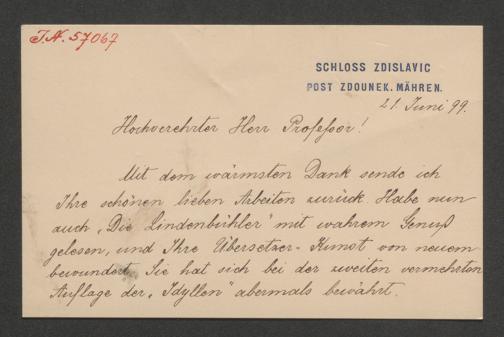 J.N. 57067
SCHLOSS ZDISLAVIC
POST ZDOUNEK. MÄHREN.
21. Juni 99.
Hochverehrter Herr Professor!
Mit dem wärmsten Dank sende ich
Ihre schönen lieben Arbeiten zurück. Habe nun
auch „Die Lindenbühler" mit wahrem Genuß
gelesen, und Ihre Übersetzer-Kunst von neuem
bewundert. Sie hat sich bei der zweiten vermehrten
Auflage der „Idyllen" abermals bewährt.